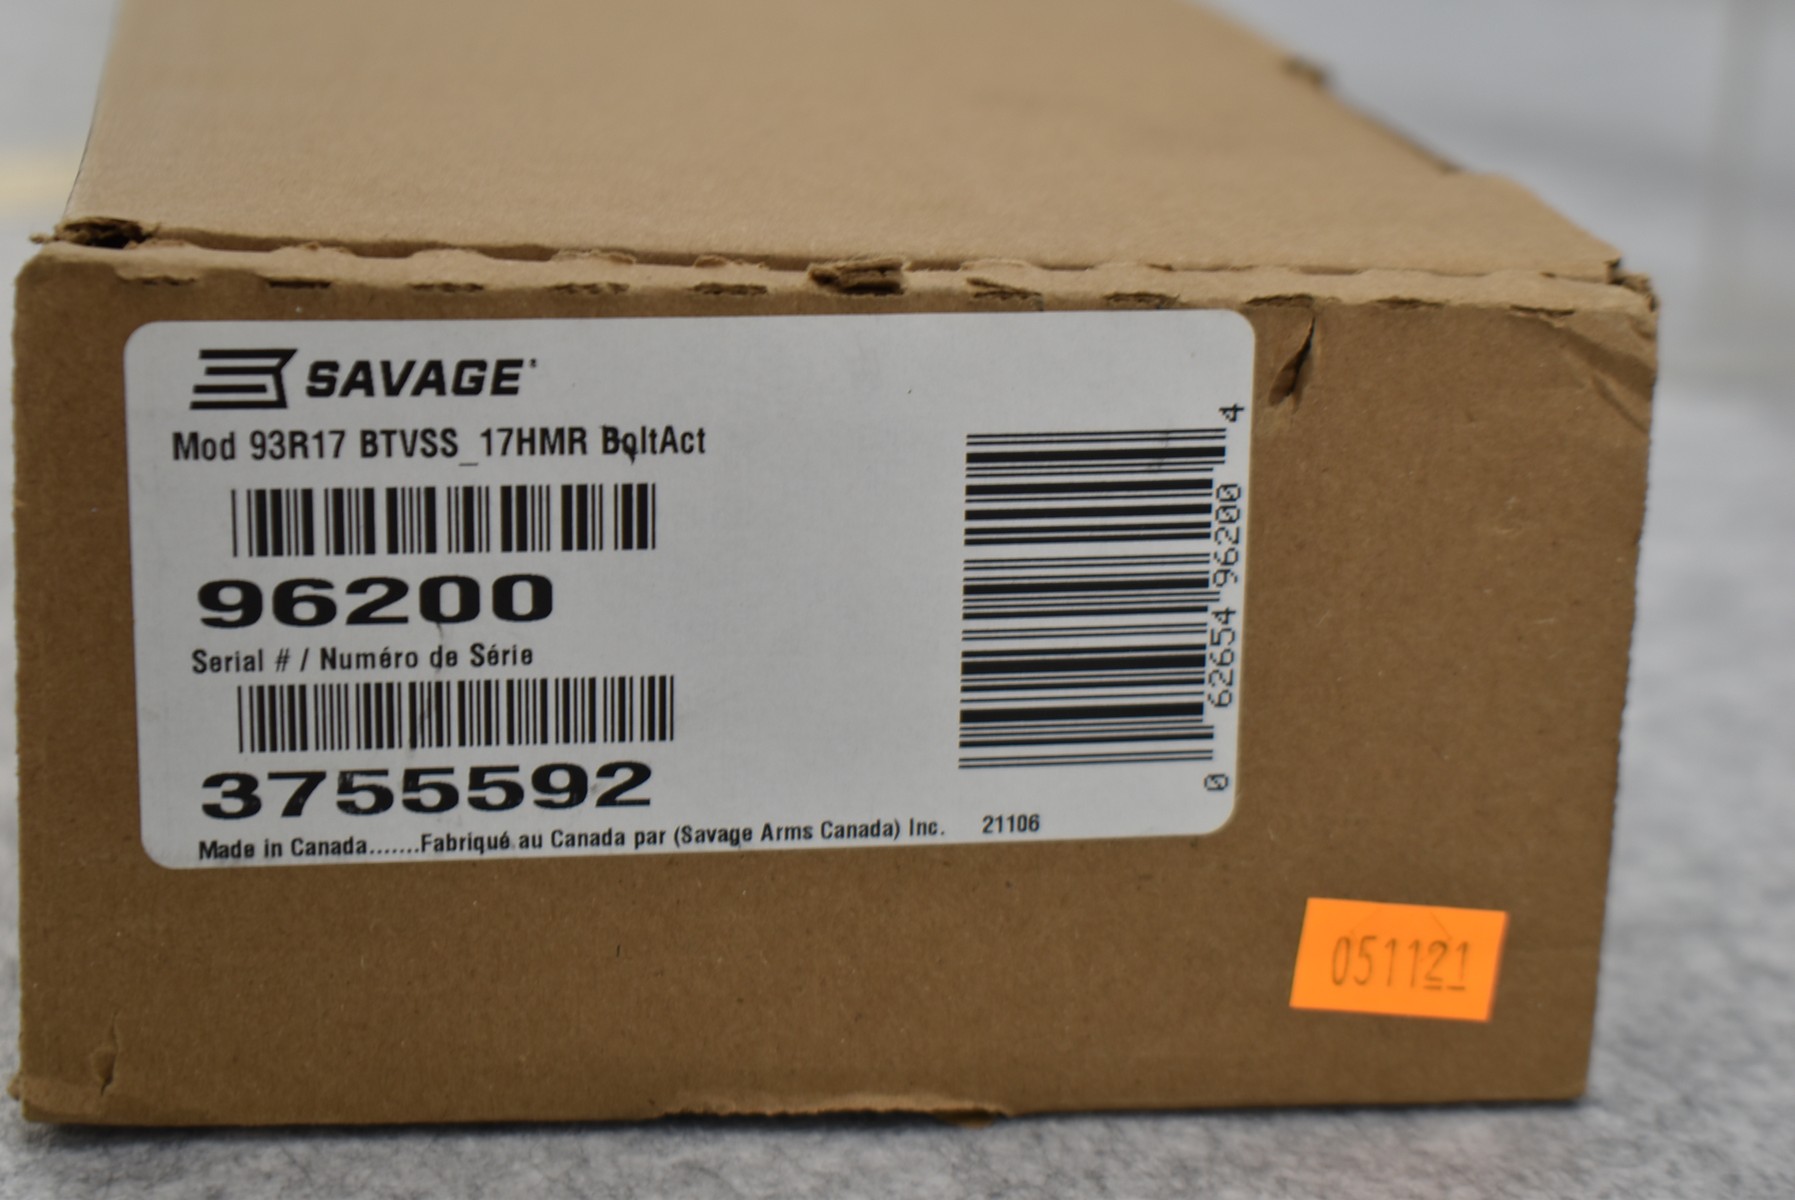 SAVAGE
Mod 93R17 BTVSS_17HMR BoltAct
96200
Serial # / Numéro de Série
3755592
Made in Canada.......Fabriqué au Canada par (Savage Arms Canada) Inc. 21106
0 62654 96200 4
051121